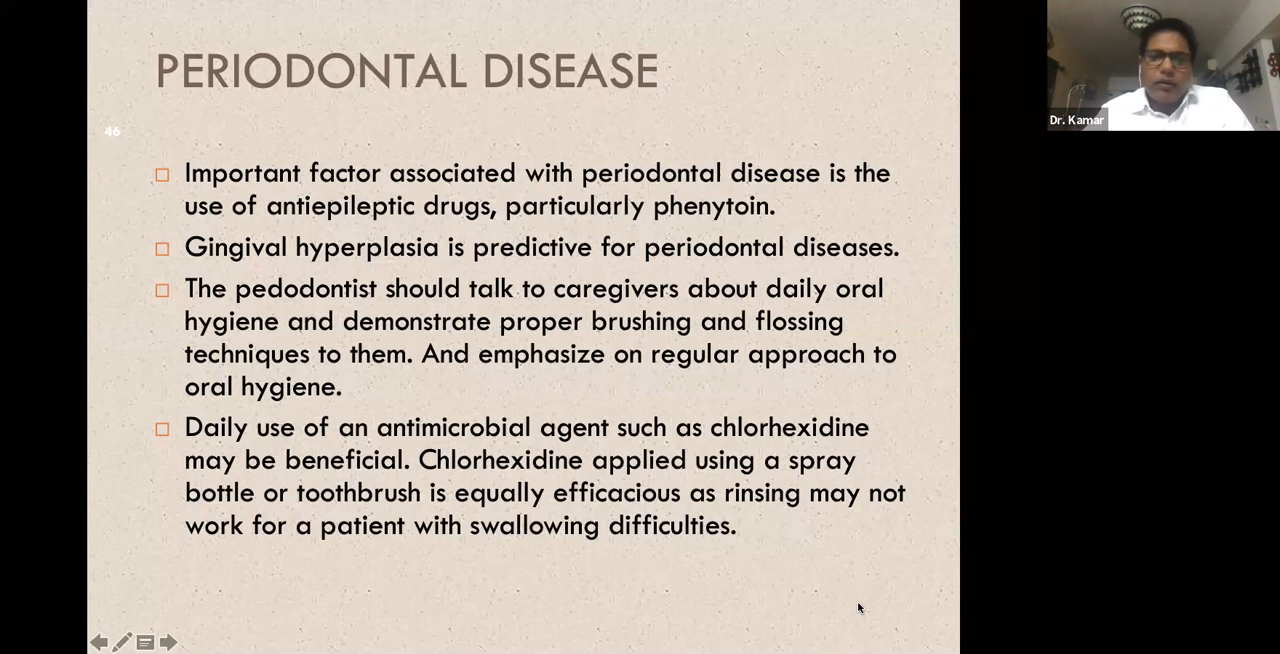 PERIODONTAL DISEASE
46
Important factor associated with periodontal disease is the
use of antiepileptic drugs, particularly phenytoin.
Gingival hyperplasia is predictive for periodontal diseases.
The pedodontist should talk to caregivers about daily oral
hygiene and demonstrate proper brushing and flossing
techniques to them. And emphasize on regular approach to
oral hygiene.
Daily use of an antimicrobial agent such as chlorhexidine
may be beneficial. Chlorhexidine applied using a spray
bottle or toothbrush is equally efficacious as rinsing may not
work for a patient with swallowing difficulties.
Dr. Kamar